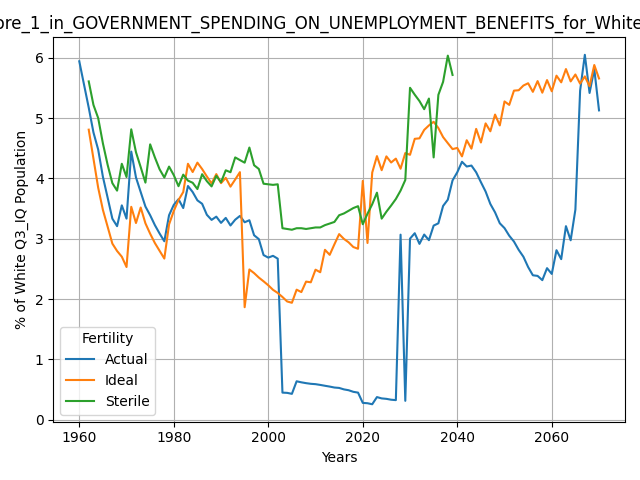 ore_1_in_GOVERNMENT_SPENDING_ON_UNEMPLOYMENT_BENEFITS_for_White
% of White Q3_IQ Population
6
5
4
3
2
1
0
Fertility
Actual
Ideal
Sterile
1960
1980
2000
2020
2040
2060
Years